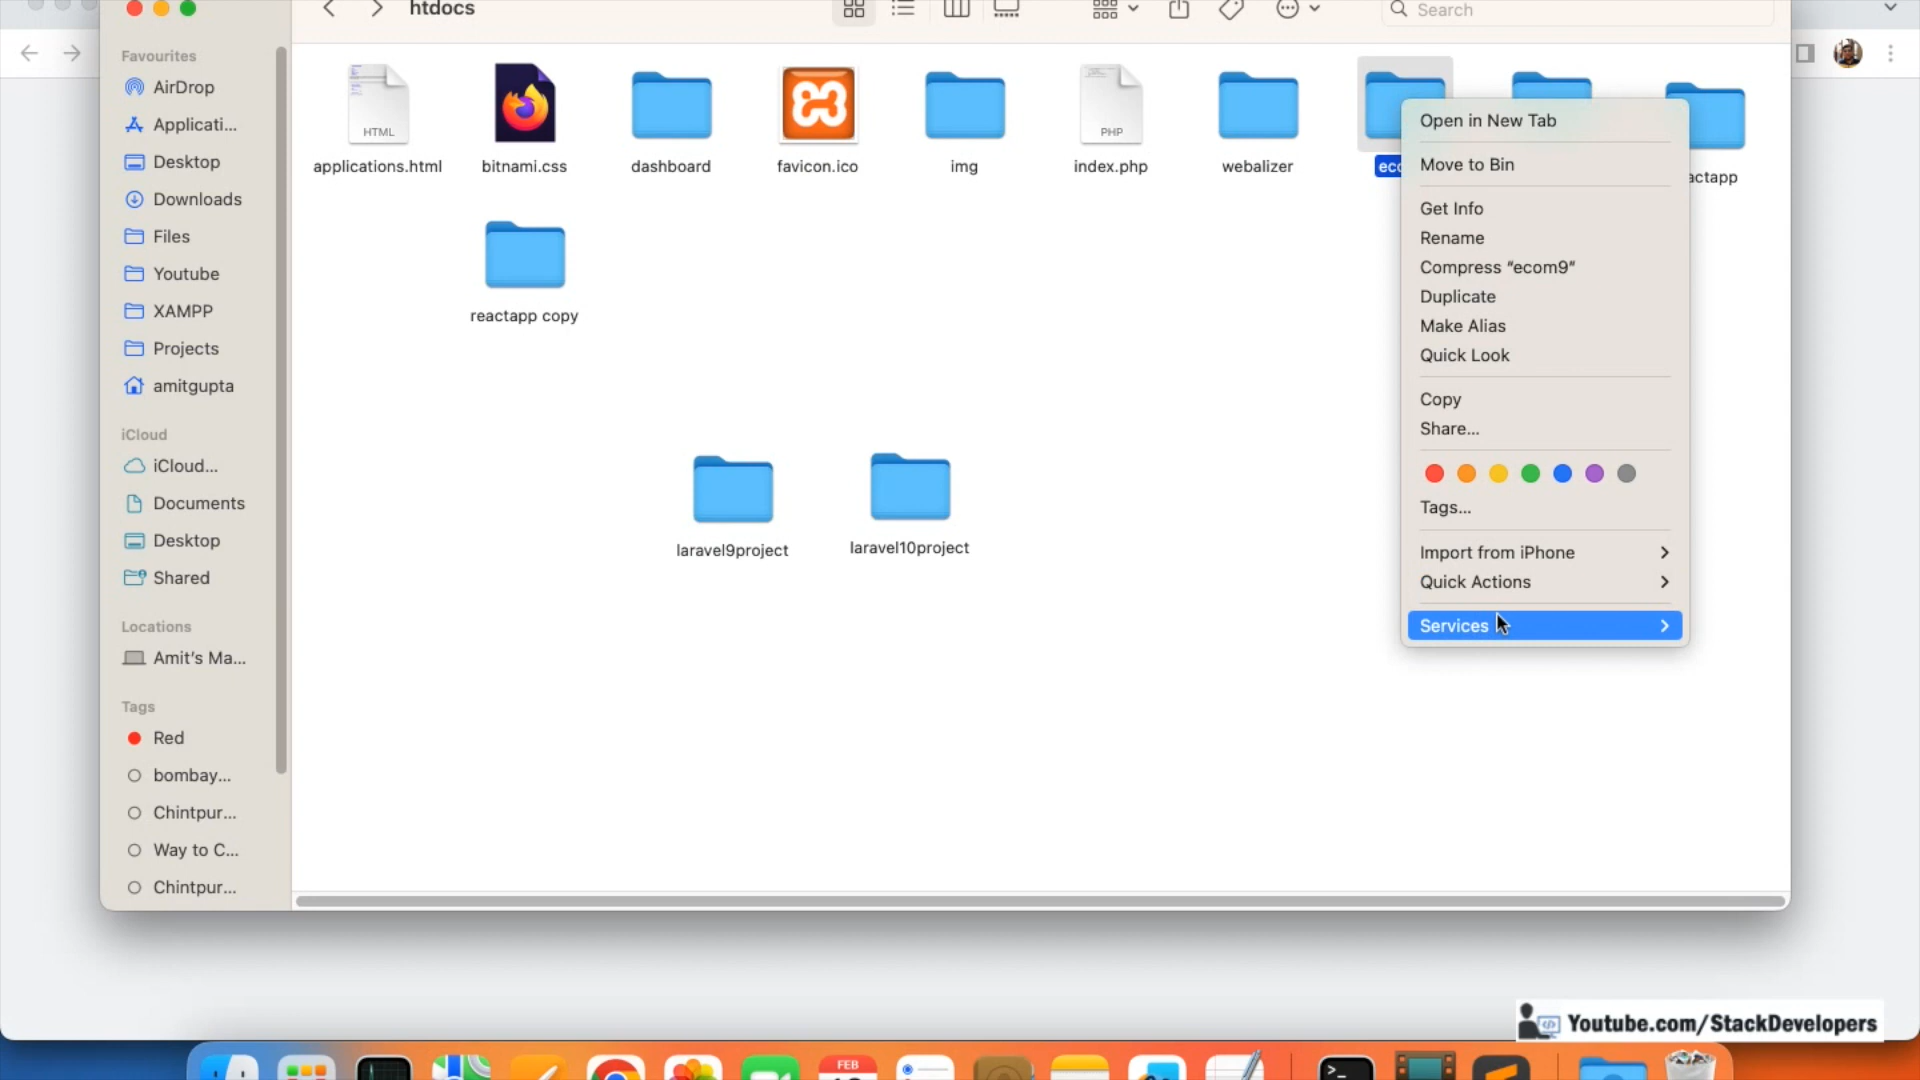 htdocs
Search
Favourites
AirDrop
Applicati...
Desktop
Downloads
Files
Youtube
XAMPP
Projects
amitgupta
iCloud
iCloud...
Documents
Desktop
Shared
Locations
Amit's Ma...
Tags
Red
bombay...
Chintpur...
Way to C...
Chintpur...
HTML
applications.html
bitnami.css
dashboard
favicon.ico
img
PHP
index.php
webalizer
eco
actapp
reactapp copy
laravel9project
laravel10project
Open in New Tab
Move to Bin
Get Info
Rename
Compress “ecom9”
Duplicate
Make Alias
Quick Look
Copy
Share...
Tags...
Import from iPhone
Quick Actions
Services
Youtube.com/StackDevelopers
FEB